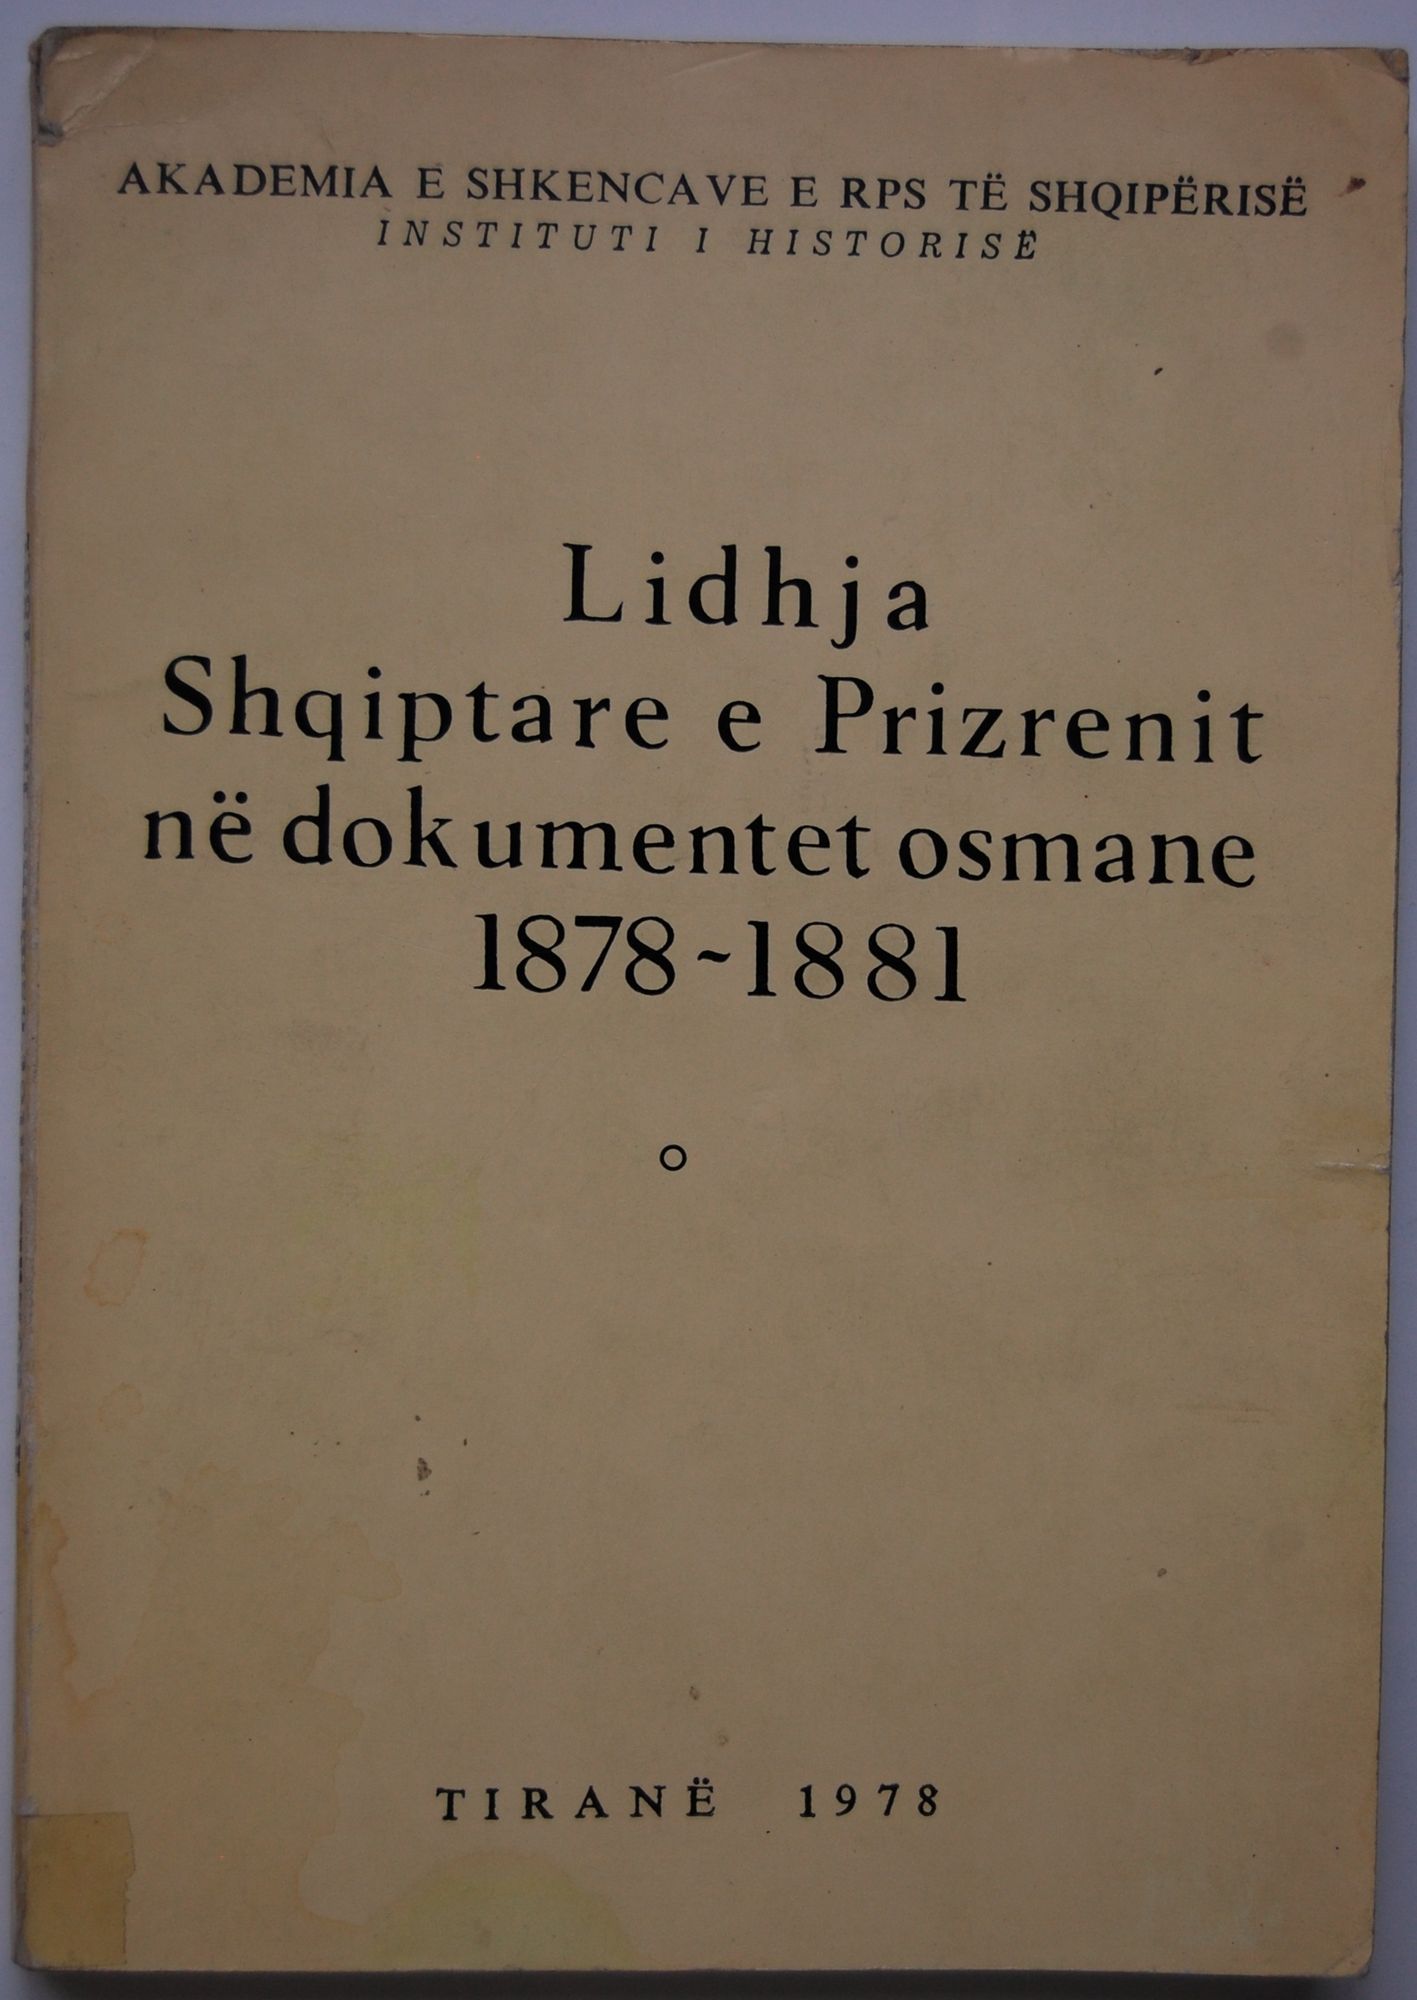 AKADEMIA E SHKENCAVE E RPS TË SHQIPËRISË
INSTITUTI I HISTORISË
Lidhja
Shqiptare e Prizrenit
në dokumentet osmane
1878-1881
TIRANË 1978